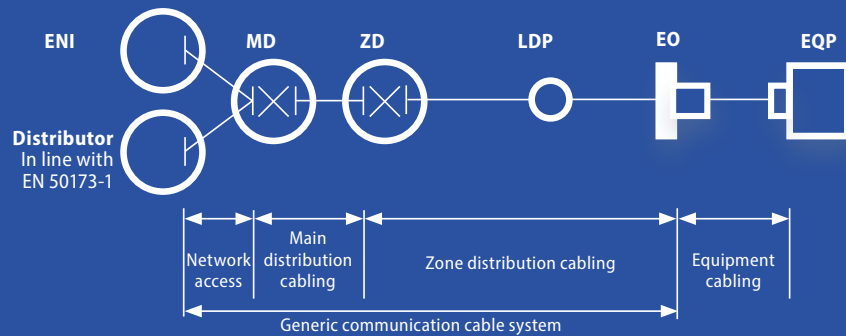 ENI
MD
ZD
LDP
EO
EQP
Distributor
In line with
EN 50173-1
Network
access
Main
distribution
cabling
Zone distribution cabling
Equipment
cabling
Generic communication cable system